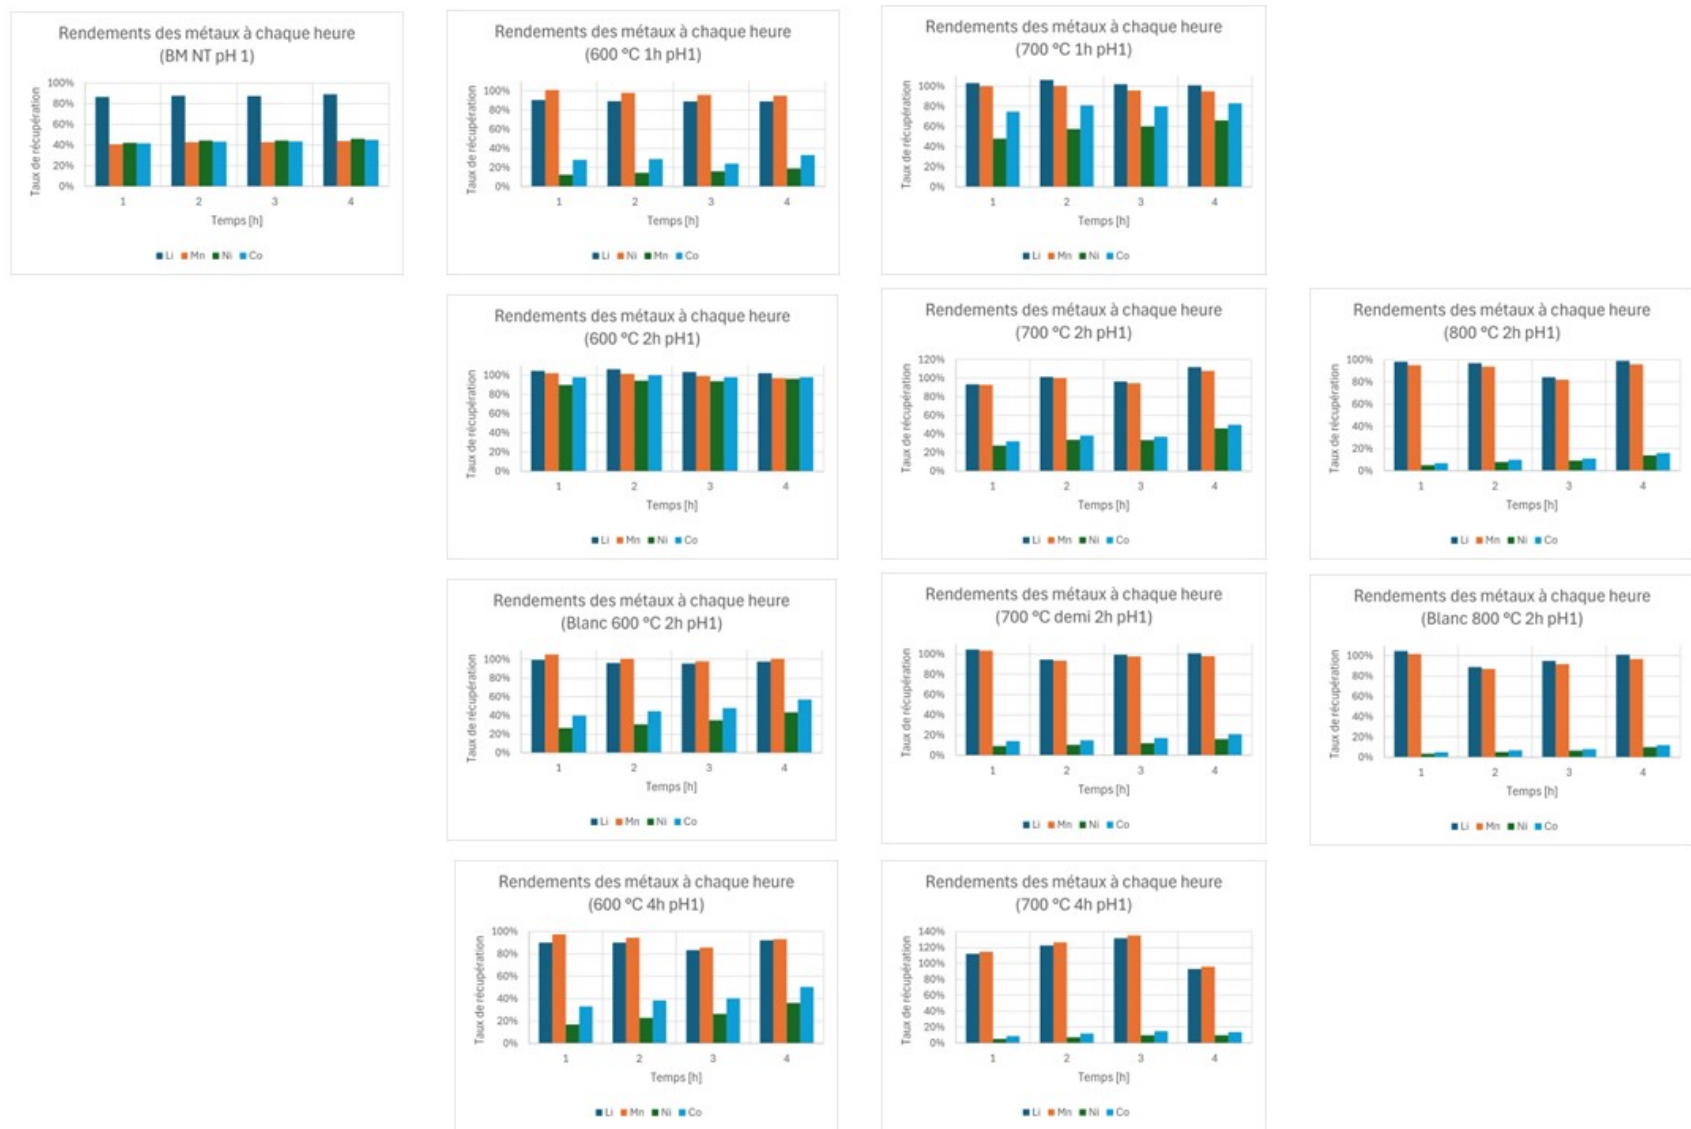 Rendements des métaux à chaque heure
(BM NT pH 1)
Taux de récupération
100%
80%
60%
40%
20%
0%
1 2 3 4
Temps [h]
Li Mn Ni Co
Rendements des métaux à chaque heure
(600 °C 1h pH1)
Taux de récupération
100%
80%
60%
40%
20%
0%
1 2 3 4
Temps [h]
Li Ni Mn Co
Rendements des métaux à chaque heure
(700 °C 1h pH1)
Taux de récupération
100%
80%
60%
40%
20%
0%
1 2 3 4
Temps [h]
Li Mn Ni Co
Rendements des métaux à chaque heure
(600 °C 2h pH1)
Taux de récupération
100%
80%
60%
40%
20%
0%
1 2 3 4
Temps [h]
Li Mn Ni Co
Rendements des métaux à chaque heure
(700 °C 2h pH1)
Taux de récupération
120%
100%
80%
60%
40%
20%
0%
1 2 3 4
Temps [h]
Li Mn Ni Co
Rendements des métaux à chaque heure
(800 °C 2h pH1)
Taux de récupération
100%
80%
60%
40%
20%
0%
1 2 3 4
Temps [h]
Li Mn Ni Co
Rendements des métaux à chaque heure
(Blanc 600 °C 2h pH1)
Taux de récupération
100%
80%
60%
40%
20%
0%
1 2 3 4
Temps [h]
Li Mn Ni Co
Rendements des métaux à chaque heure
(700 °C demi 2h pH1)
Taux de récupération
100%
80%
60%
40%
20%
0%
1 2 3 4
Temps [h]
Li Mn Ni Co
Rendements des métaux à chaque heure
(Blanc 800 °C 2h pH1)
Taux de récupération
100%
80%
60%
40%
20%
0%
1 2 3 4
Temps [h]
Li Mn Ni Co
Rendements des métaux à chaque heure
(600 °C 4h pH1)
Taux de récupération
100%
80%
60%
40%
20%
0%
1 2 3 4
Temps [h]
Li Mn Ni Co
Rendements des métaux à chaque heure
(700 °C 4h pH1)
Taux de récupération
140%
120%
100%
80%
60%
40%
20%
0%
1 2 3 4
Temps [h]
Li Mn Ni Co